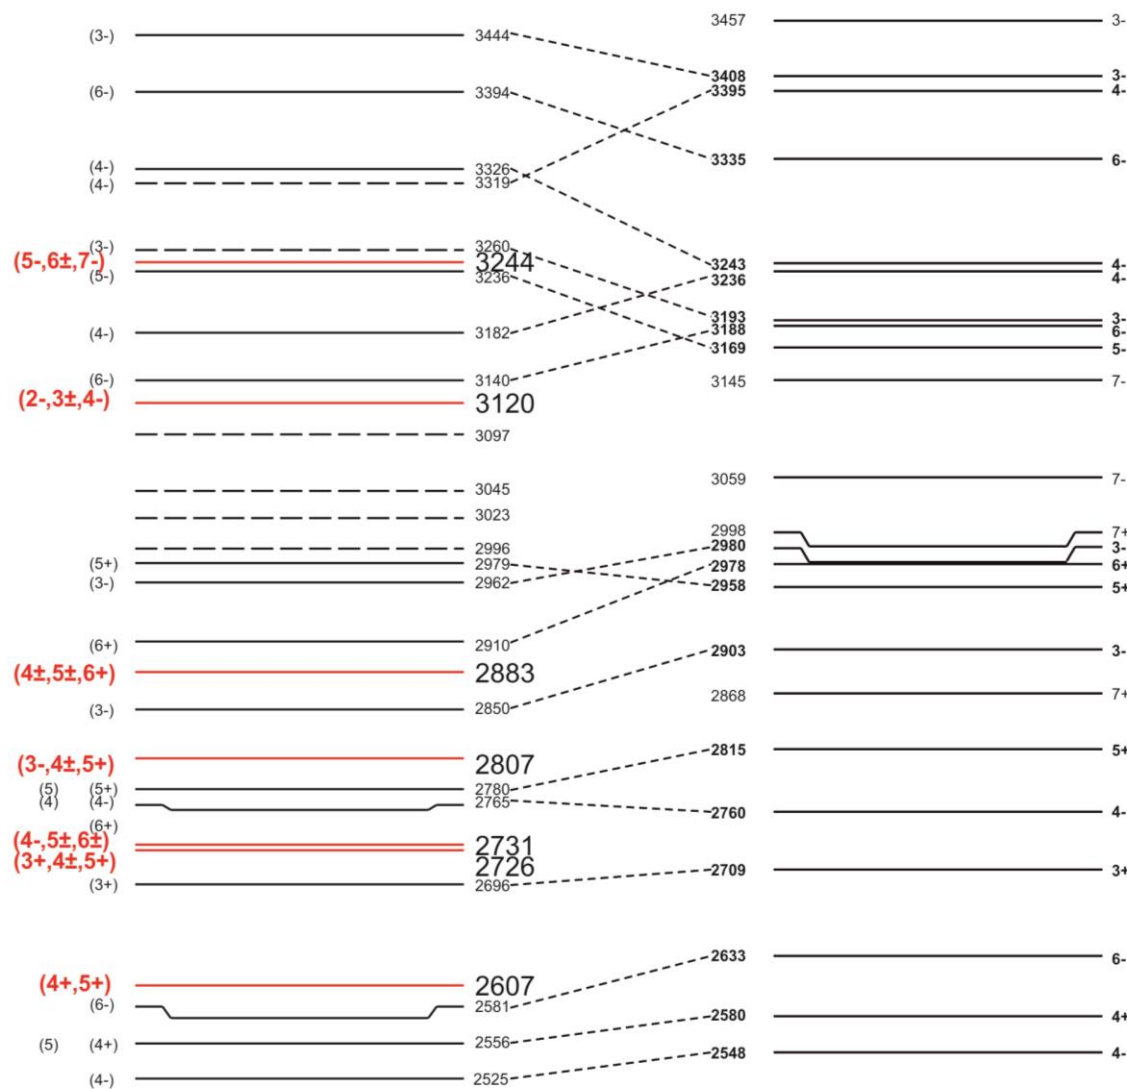 3457 3-
(3-) 3444
3408 3-
(6-) 3394 3395 4-
3335 6-
(4-) 3326
(4-) 3319
(3-) 3260
(5-,6±,7-) 3244 3243 4-
(5-) 3236 3236 4-
3193 3-
(4-) 3182 3188 6-
3169 5-
(6-) 3140 3145 7-
(2-,3±,4-) 3120
3097
3045 3059 7-
3023
2998 7+
2996 2980 3-
(5+) 2979 2978 6+
(3-) 2962 2958 5+
(6+) 2910 2903 3-
(4±,5±,6+) 2883
2868 7+
(3-) 2850
2815 5+
(3-,4±,5+) 2807
(5) (5+) 2780
(4) (4-) 2765 2760 4-
(6+)
(4-,5±,6±) 2731
(3+,4±,5+) 2726 2709 3+
(3+) 2696
2633 6-
(4+,5+) 2607
(6-) 2581 2580 4+
(5) (4+) 2556 2548 4-
(4-) 2525